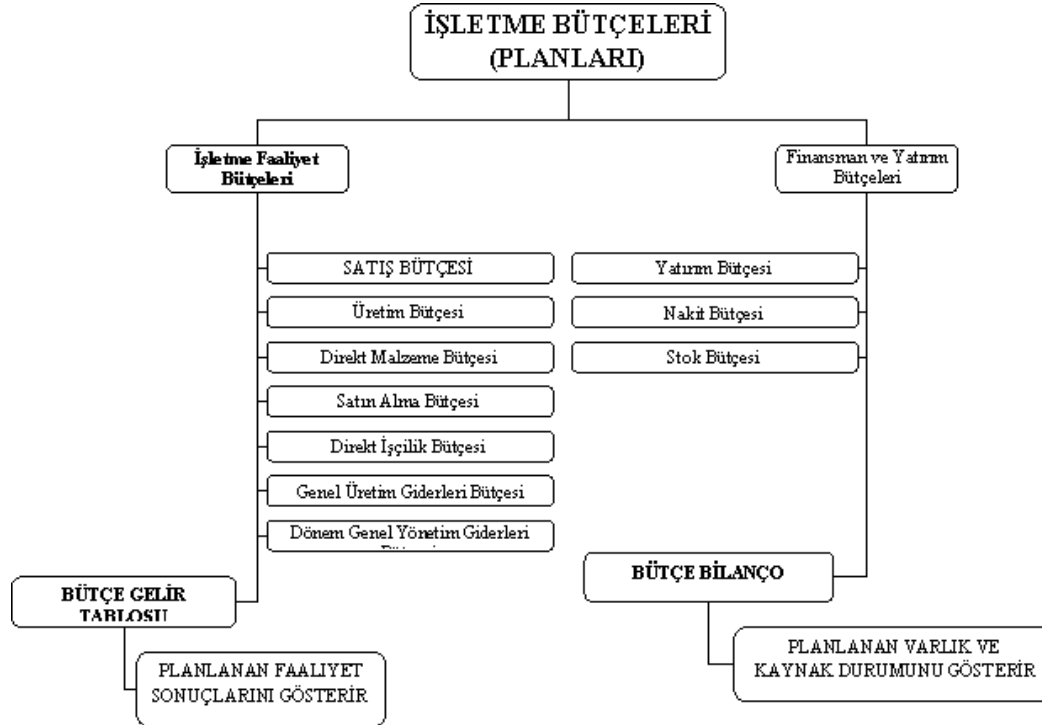 İŞLETME BÜTÇELERİ
(PLANLARI)
İşletme Faaliyet
Bütçeleri
Finansman ve Yatırım
Bütçeleri
SATIŞ BÜTÇESİ
Üretim Bütçesi
Direkt Malzeme Bütçesi
Satın Alma Bütçesi
Direkt İşçilik Bütçesi
Genel Üretim Giderleri Bütçesi
Dönem Genel Yönetim Giderleri
Yatırım Bütçesi
Nakit Bütçesi
Stok Bütçesi
BÜTÇE GELİR
TABLOSU
PLANLANAN FAALİYET
SONUÇLARINI GÖSTERİR
BÜTÇE BİLANÇO
PLANLANAN VARLIK VE
KAYNAK DURUMUNU GÖSTERİR